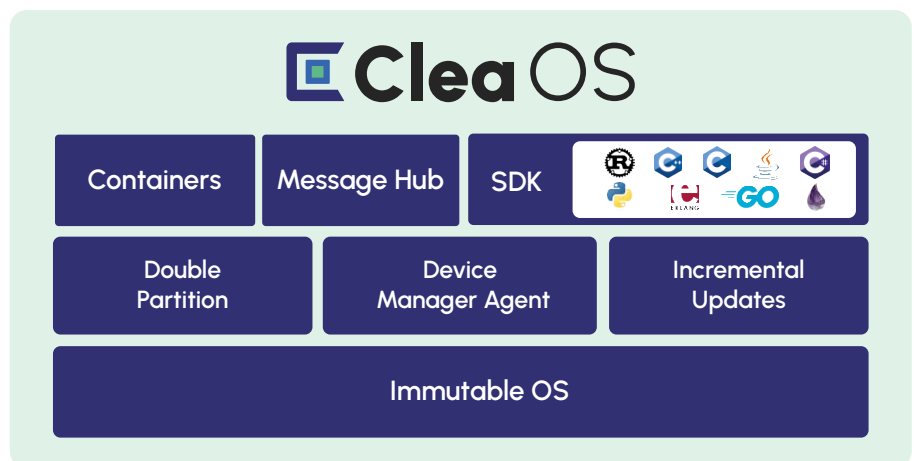 Clea OS
Containers
Message Hub
SDK
R
C++
C
C#
ERLANG
GO
Double
Partition
Device
Manager Agent
Incremental
Updates
Immutable OS